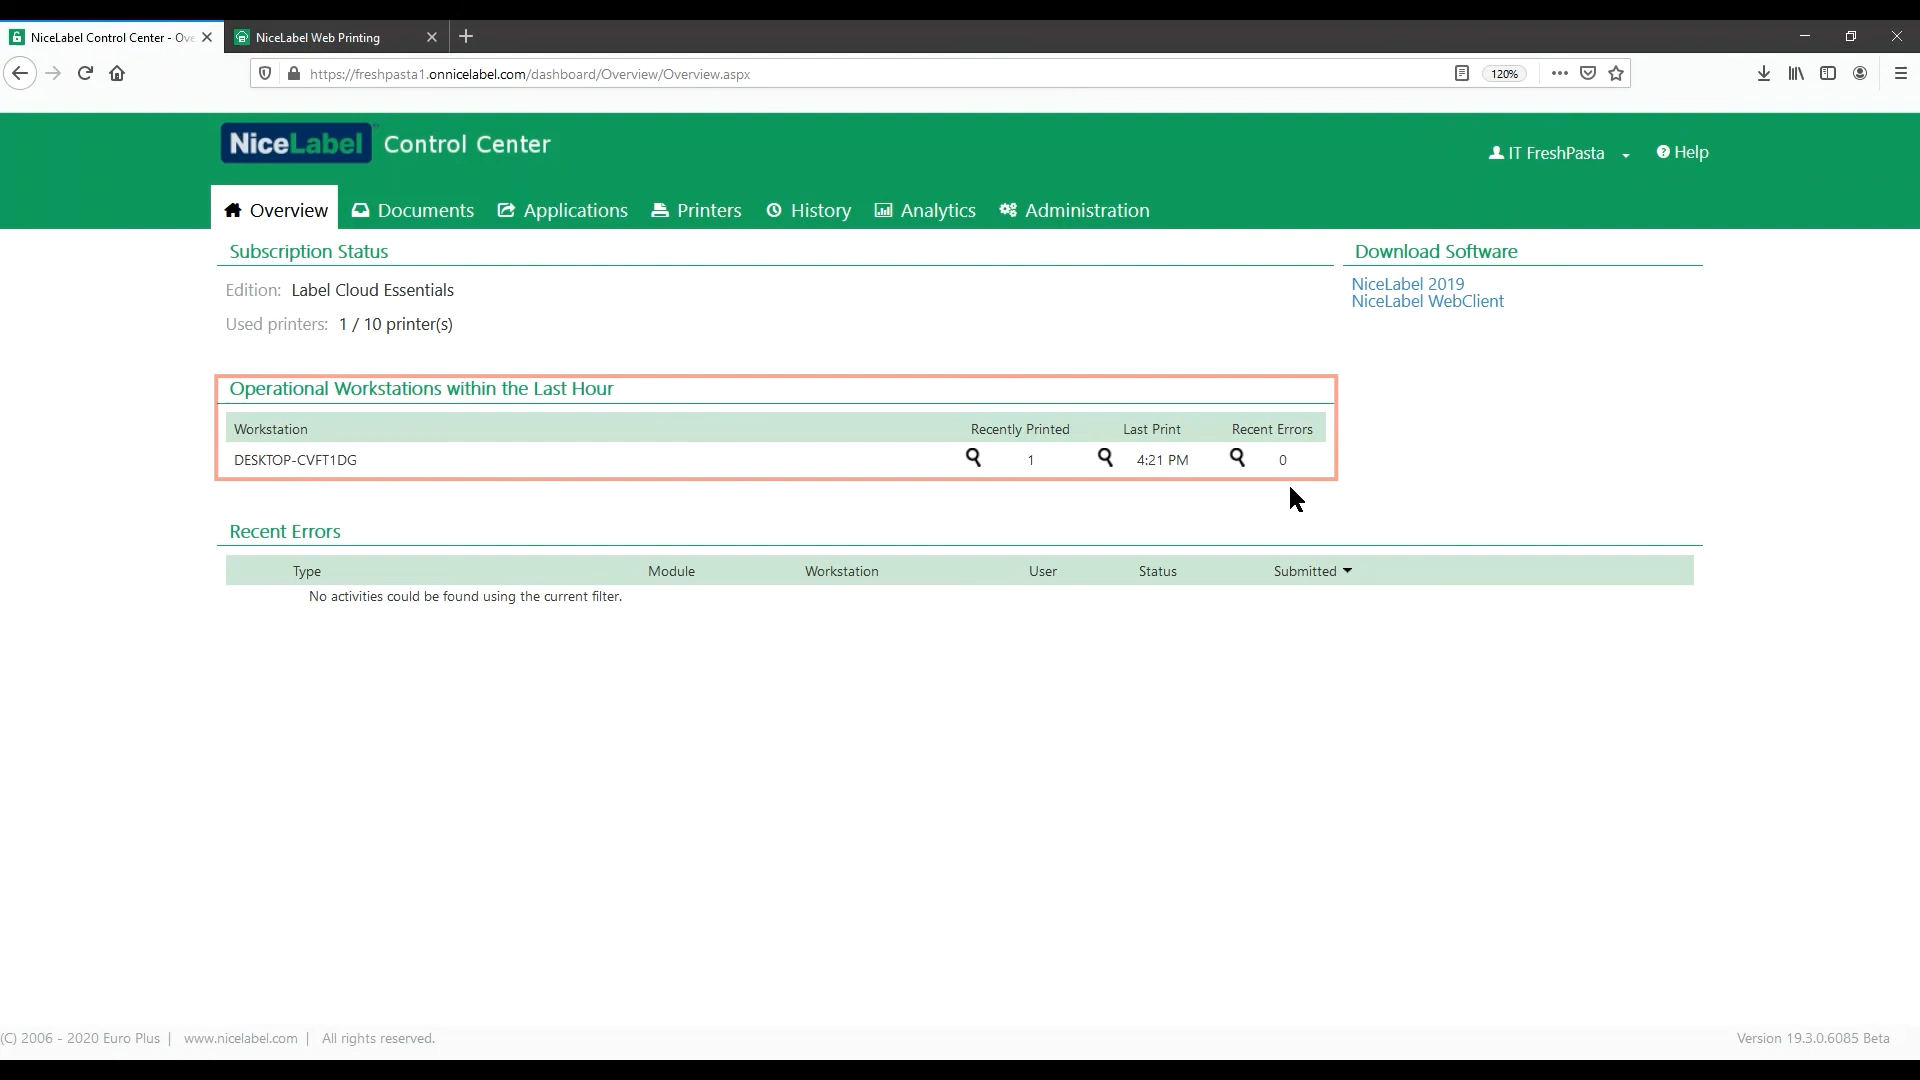 NiceLabel Control Center - Ove
NiceLabel Web Printing
https://freshpasta1.onnicelabel.com/dashboard/Overview/Overview.aspx
120%
NiceLabel Control Center
IT FreshPasta
Help
Overview Documents Applications Printers History Analytics Administration
Subscription Status
Download Software
Edition: Label Cloud Essentials
NiceLabel 2019
NiceLabel WebClient
Used printers: 1 / 10 printer(s)
Operational Workstations within the Last Hour
Workstation Recently Printed Last Print Recent Errors
DESKTOP-CVFT1DG 1 4:21 PM 0
Recent Errors
Type Module Workstation User Status Submitted
No activities could be found using the current filter.
(C) 2006 - 2020 Euro Plus | www.nicelabel.com | All rights reserved.
Version 19.3.0.6085 Beta